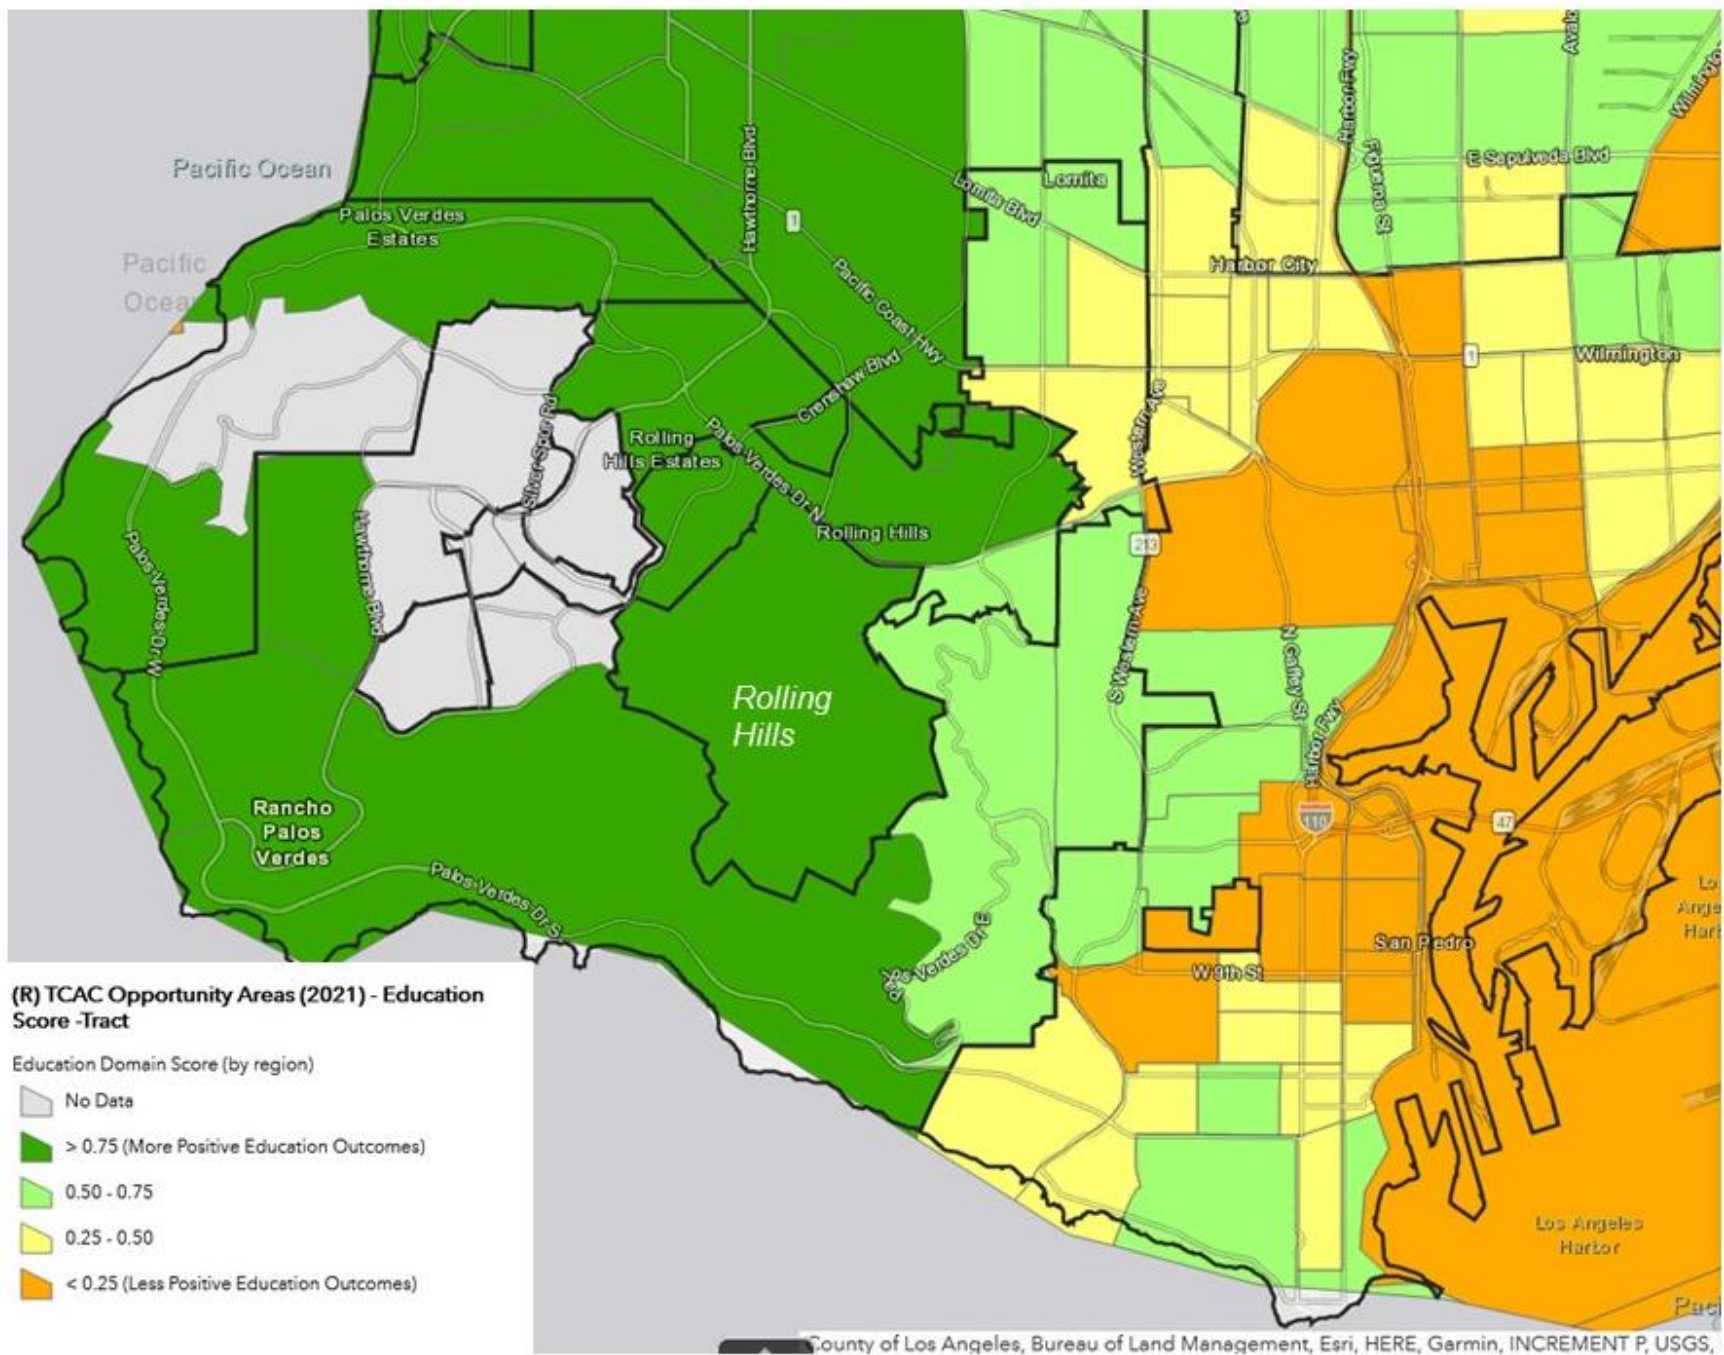 Harbor Fwy
Figueroa St
Wilmington
E Sepulveda Blvd
Pacific Ocean
Hawthorne Blvd
Lomita
Lomita Blvd
Palos Verdes
Estates
1
Pacific
Harbor City
Pacific Coast Hwy
1
Wilmington
Crenshaw Blvd
Western Ave
Silver Spur Rd
Rolling
Hills Estates
Palos Verdes Dr N
Rolling Hills
213
Hawthorne Blvd
Palos Verdes Dr W
S Western Ave
N Gaffey St
Harbor Fwy
Rolling
Hills
Rancho
Palos
Verdes
110
47
Palos Verdes Dr S
Palos Verdes Dr E
San Pedro
W 9th St
Los Angeles
Harbor
(R) TCAC Opportunity Areas (2021) - Education
Score -Tract
Education Domain Score (by region)
No Data
> 0.75 (More Positive Education Outcomes)
0.50 - 0.75
0.25 - 0.50
< 0.25 (Less Positive Education Outcomes)
County of Los Angeles, Bureau of Land Management, Esri, HERE, Garmin, INCREMENT P, USGS,